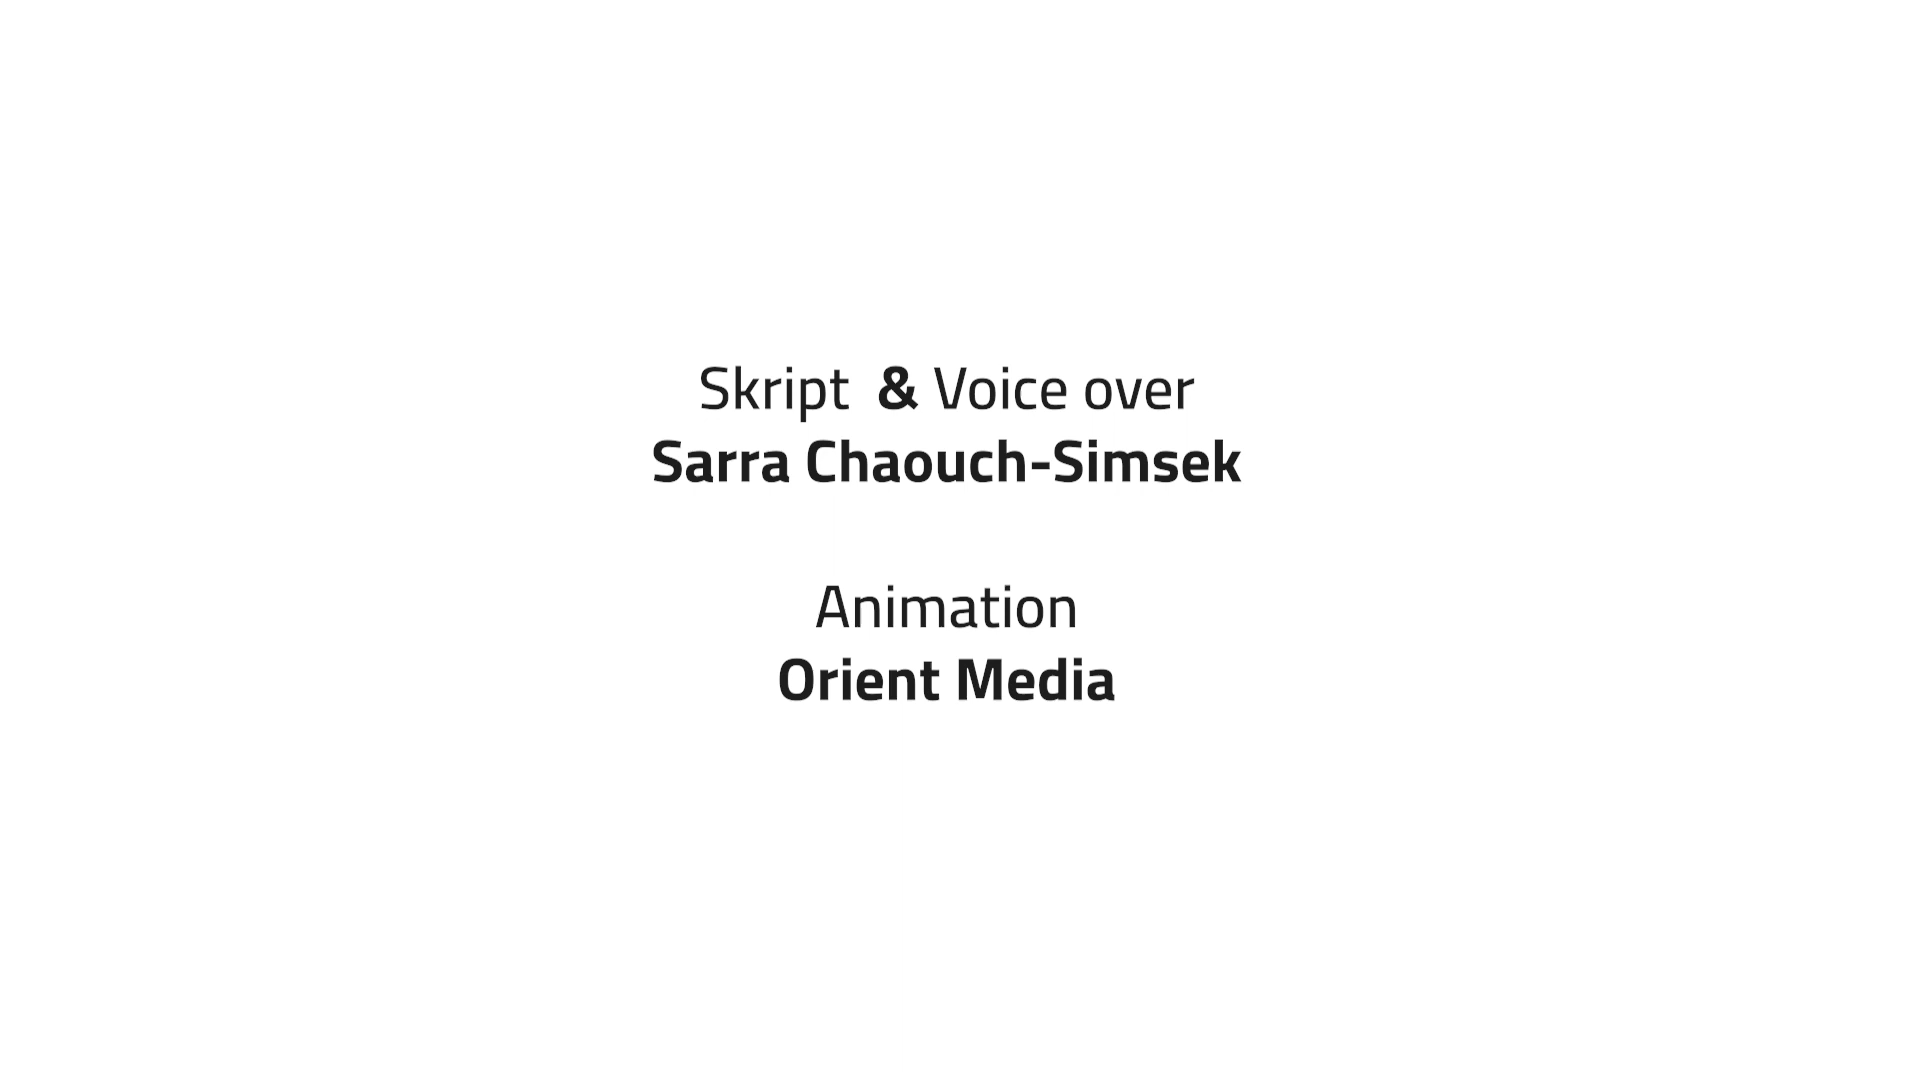 Skript & Voice over
Sarra Chaouch-Simsek
Animation
Orient Media